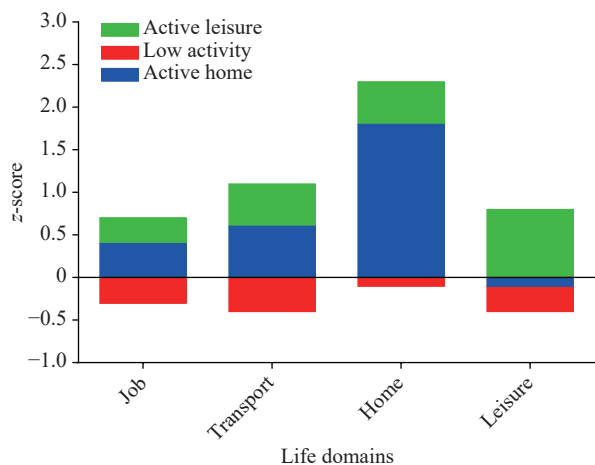 3.0
2.5
2.0
1.5
1.0
0.5
0
−0.5
−1.0
z-score
Active leisure
Low activity
Active home
Job
Transport
Home
Leisure
Life domains